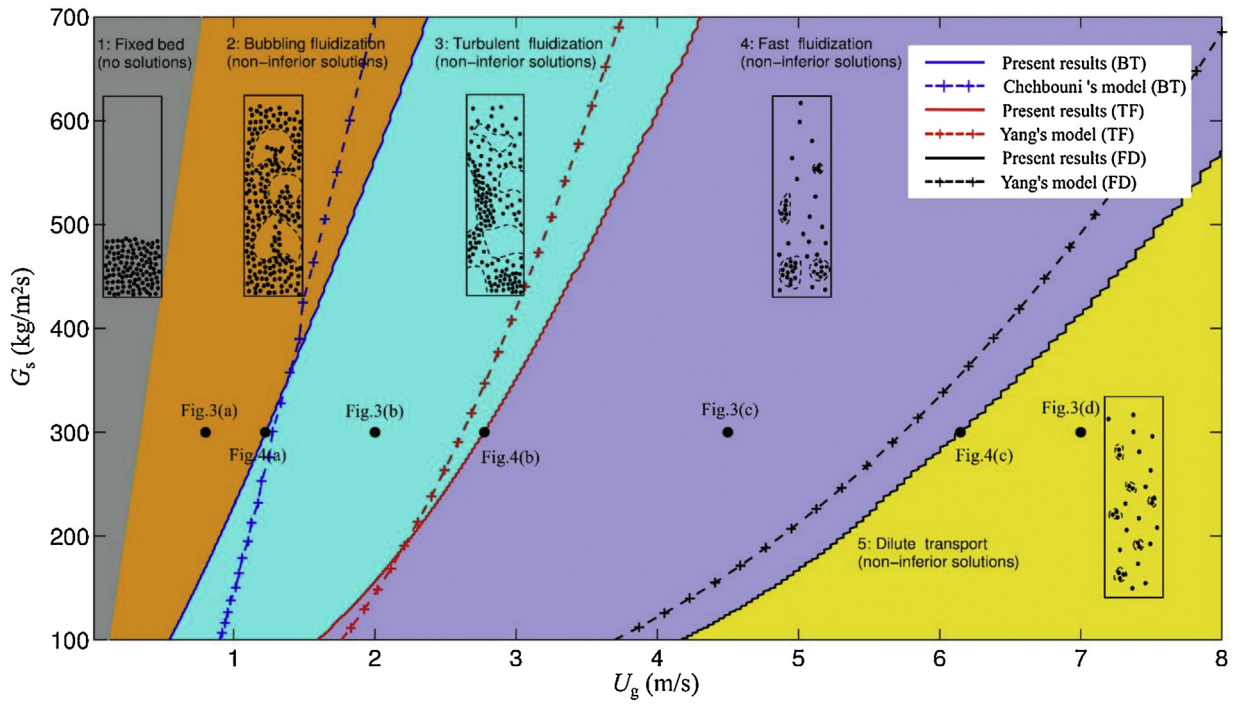 700
600
500
400
300
200
100
Gs (kg/m²s)
1: Fixed bed
(no solutions)
2: Bubbling fluidization
(non-inferior solutions)
3: Turbulent fluidization
(non-inferior solutions)
4: Fast fluidization
(non-inferior solutions)
Present results (BT)
Chehbouni 's model (BT)
Present results (TF)
Yang's model (TF)
Present results (FD)
Yang's model (FD)
Fig.3(a)
Fig.3(b)
Fig.3(c)
Fig.3(d)
Fig.4(a)
Fig.4(b)
Fig.4(c)
5: Dilute transport
(non-inferior solutions)
1 2 3 4 5 6 7 8
Ug (m/s)